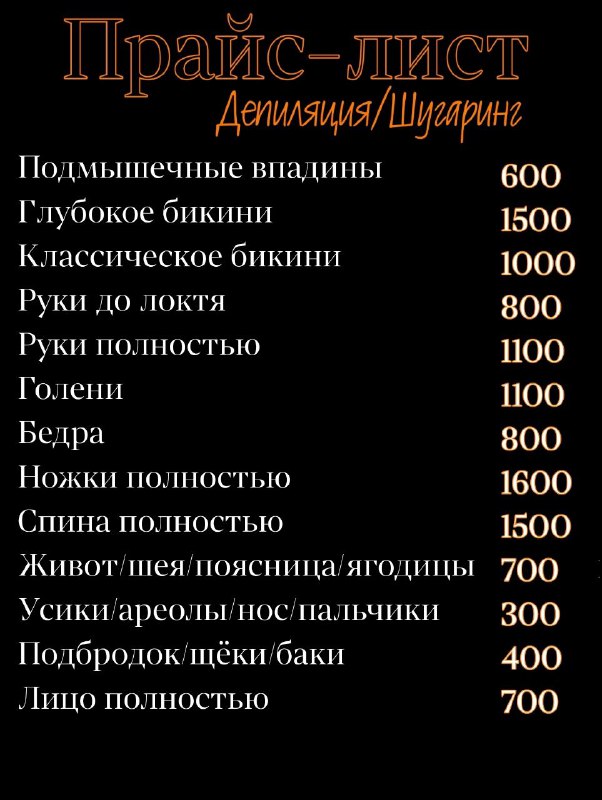 Прайс-лист
Депиляция/Шугаринг
Подмышечные впадины 600
Глубокое бикини 1500
Классическое бикини 1000
Руки до локтя 800
Руки полностью 1100
Голени 1100
Бедра 800
Ножки полностью 1600
Спина полностью 1500
Живот/шея/поясница/ягодицы 700
Усики/ареолы/нос/пальчики 300
Подбродок/щёки/баки 400
Лицо полностью 700